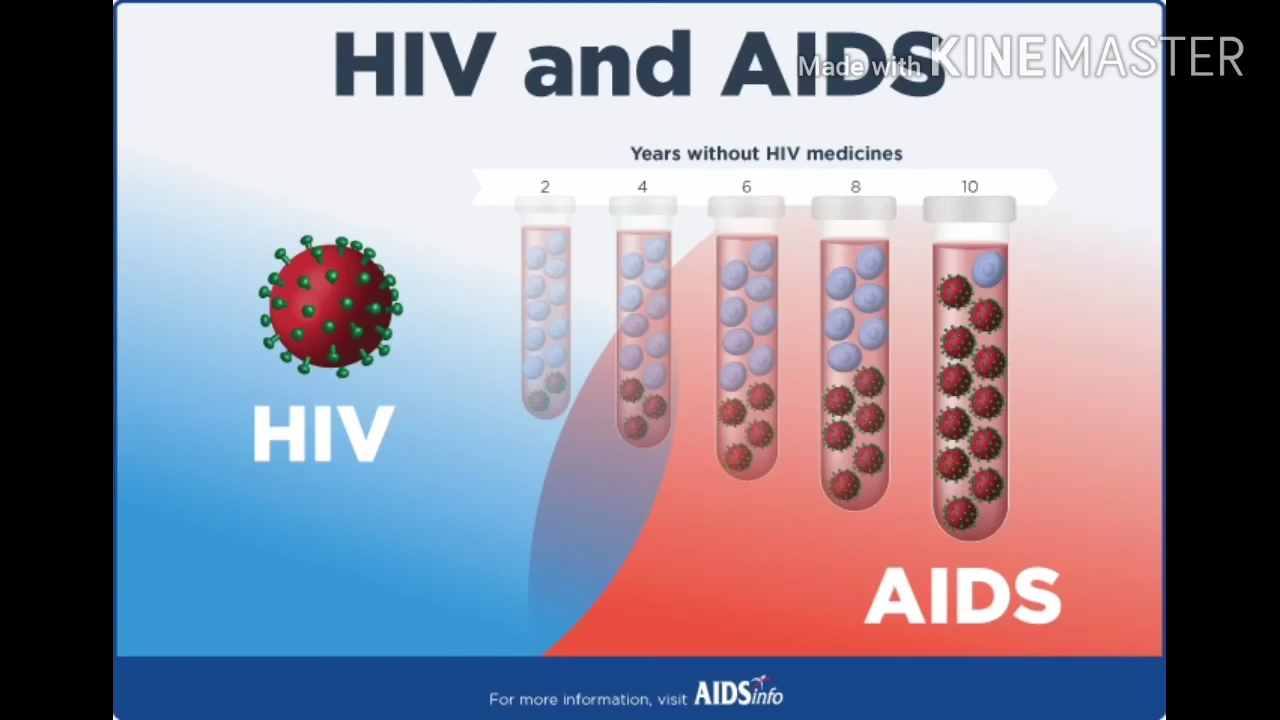 HIV and AIDS
Made with KINEMASTER
Years without HIV medicines
2 4 6 8 10
HIV
AIDS
For more information, visit AIDSinfo